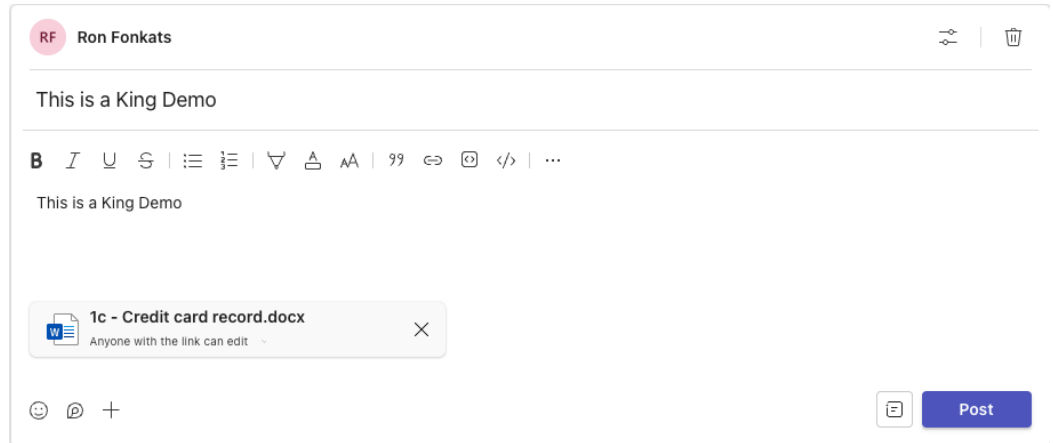 RF Ron Fonkats
This is a King Demo
B I U S 99 </> ...
This is a King Demo
W 1c - Credit card record.docx
Anyone with the link can edit
Post